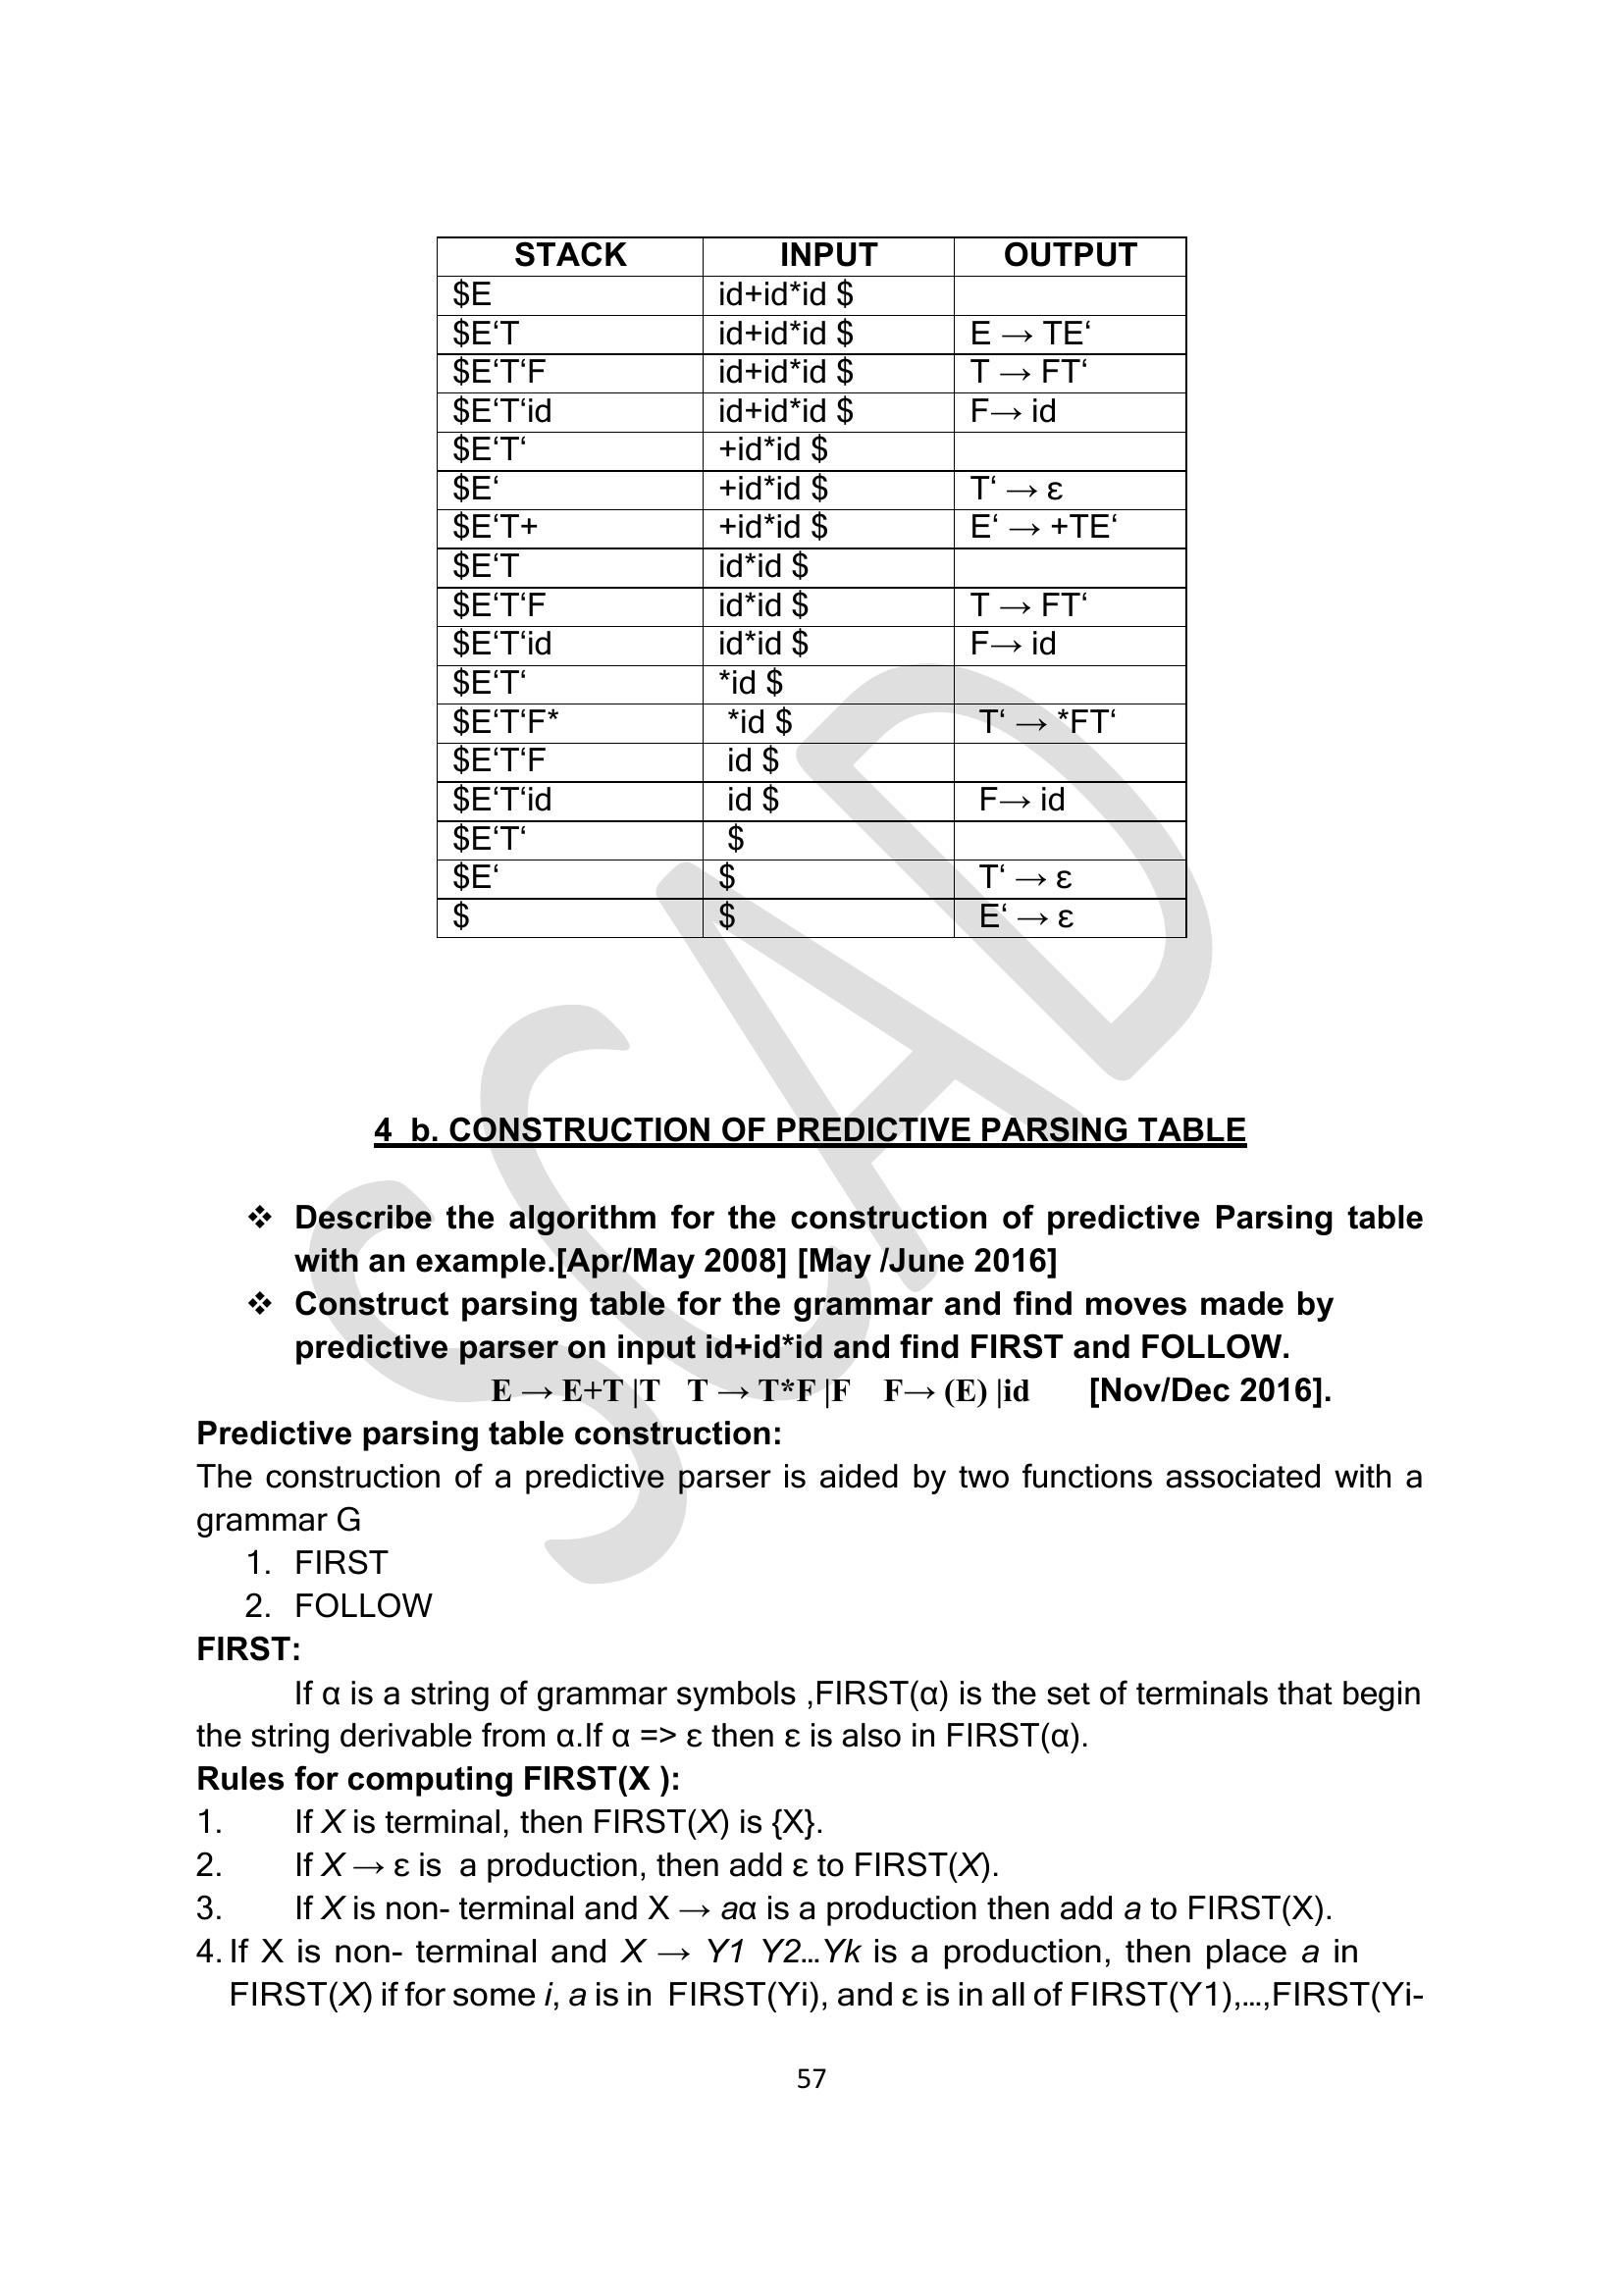 STACK INPUT OUTPUT
$E id+id*id $
$E‘T id+id*id $ E → TE‘
$E‘T‘F id+id*id $ T → FT‘
$E‘T‘id id+id*id $ F→ id
$E‘T‘ +id*id $
$E‘ +id*id $ T‘ → ε
$E‘T+ +id*id $ E‘ → +TE‘
$E‘T id*id $
$E‘T‘F id*id $ T → FT‘
$E‘T‘id id*id $ F→ id
$E‘T‘ *id $
$E‘T‘F* *id $ T‘ → *FT‘
$E‘T‘F id $
$E‘T‘id id $ F→ id
$E‘T‘ $
$E‘ $ T‘ → ε
$ $ E‘ → ε
SCAD
4 b. CONSTRUCTION OF PREDICTIVE PARSING TABLE
❖ Describe the algorithm for the construction of predictive Parsing table
with an example.[Apr/May 2008] [May /June 2016]
❖ Construct parsing table for the grammar and find moves made by
predictive parser on input id+id*id and find FIRST and FOLLOW.
E → E+T |T T → T*F |F F→ (E) |id [Nov/Dec 2016].
Predictive parsing table construction:
The construction of a predictive parser is aided by two functions associated with a
grammar G
1. FIRST
2. FOLLOW
FIRST:
If α is a string of grammar symbols ,FIRST(α) is the set of terminals that begin
the string derivable from α.If α => ε then ε is also in FIRST(α).
Rules for computing FIRST(X ):
1. If X is terminal, then FIRST(X) is {X}.
2. If X → ε is a production, then add ε to FIRST(X).
3. If X is non- terminal and X → aα is a production then add a to FIRST(X).
4. If X is non- terminal and X → Y1 Y2…Yk is a production, then place a in
FIRST(X) if for some i, a is in FIRST(Yi), and ε is in all of FIRST(Y1),…,FIRST(Yi-
57